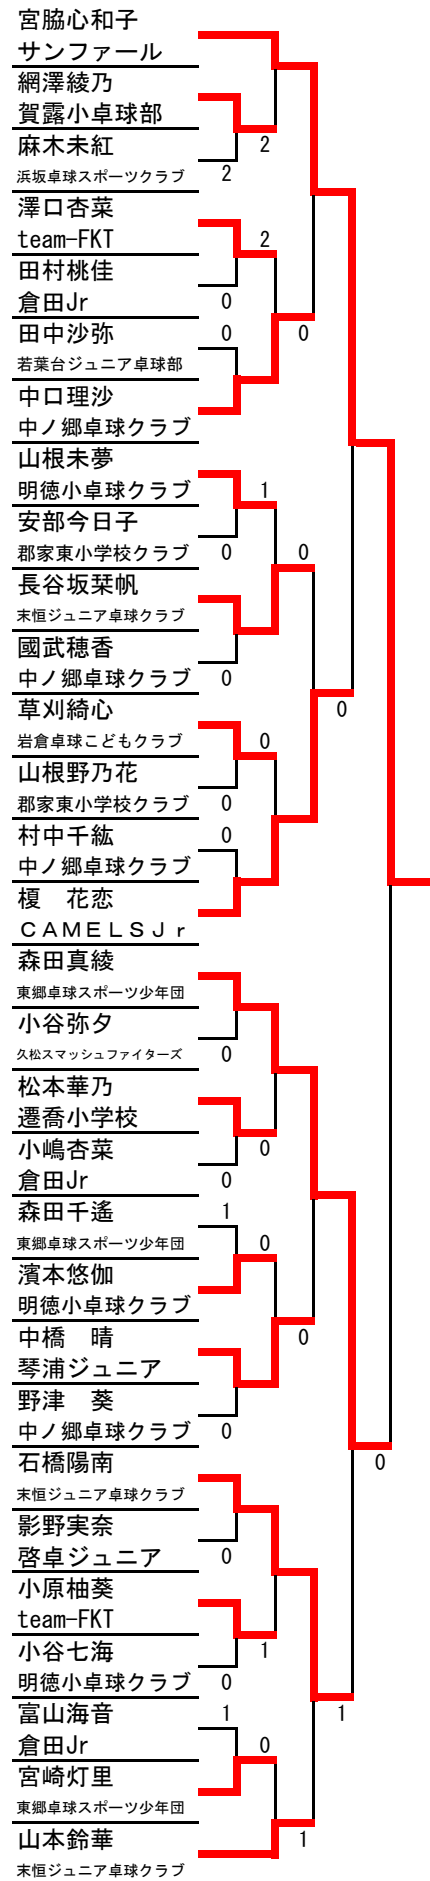 宮脇心和子
サンファール
網澤綾乃
賀露小卓球部
麻木未紅
2
浜坂卓球スポーツクラブ
2
澤口杏菜
team-FKT
2
田村桃佳
倉田Jr
0
田中沙弥
0
0
若葉台ジュニア卓球部
中口理沙
中ノ郷卓球クラブ
山根未夢
明徳小卓球クラブ
1
安部今日子
郡家東小学校クラブ
0
0
長谷坂栞帆
末恒ジュニア卓球クラブ
國武穂香
中ノ郷卓球クラブ
0
草刈綺心
0
岩倉卓球こどもクラブ
0
山根野乃花
郡家東小学校クラブ
0
村中千紘
0
中ノ郷卓球クラブ
榎　花恋
ＣＡＭＥＬＳＪｒ
森田真綾
東郷卓球スポーツ少年団
小谷弥夕
久松スマッシュファイターズ
0
松本華乃
遷喬小学校
小嶋杏菜
0
倉田Jr
0
森田千遙
1
東郷卓球スポーツ少年団
0
濱本悠伽
明徳小卓球クラブ
中橋　晴
0
琴浦ジュニア
野津　葵
中ノ郷卓球クラブ
0
石橋陽南
0
末恒ジュニア卓球クラブ
影野実奈
啓卓ジュニア
0
小原柚葵
team-FKT
小谷七海
1
明徳小卓球クラブ
0
富山海音
1
1
倉田Jr
0
宮崎灯里
東郷卓球スポーツ少年団
山本鈴華
1
末恒ジュニア卓球クラブ